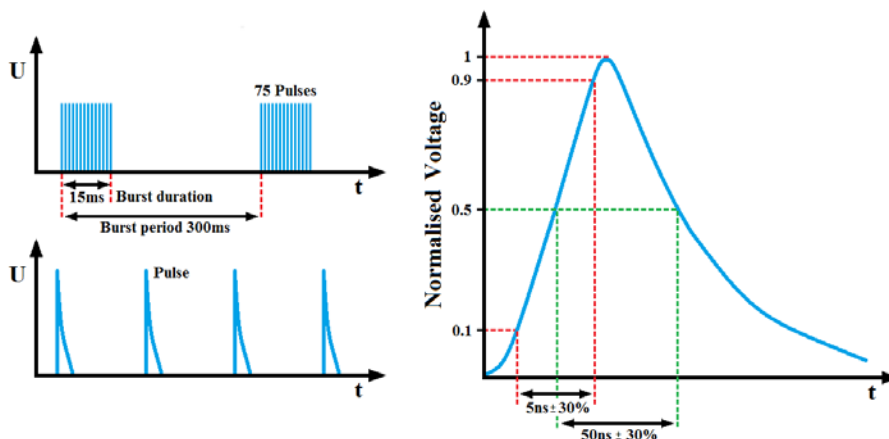 U
75 Pulses
t
15ms
Burst duration
Burst period 300ms
U
Pulse
t
Normalised Voltage
1
0.9
0.5
0.1
t
5ns ± 30%
50ns ± 30%